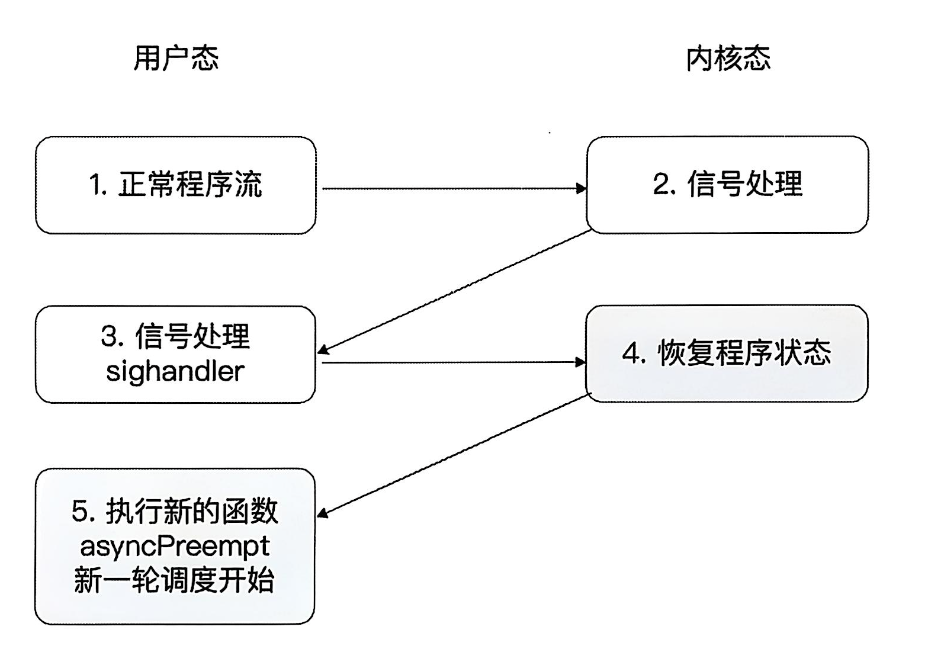 用户态
内核态
1. 正常程序流
2. 信号处理
3. 信号处理
sighandler
4. 恢复程序状态
5. 执行新的函数
asyncPreempt
新一轮调度开始